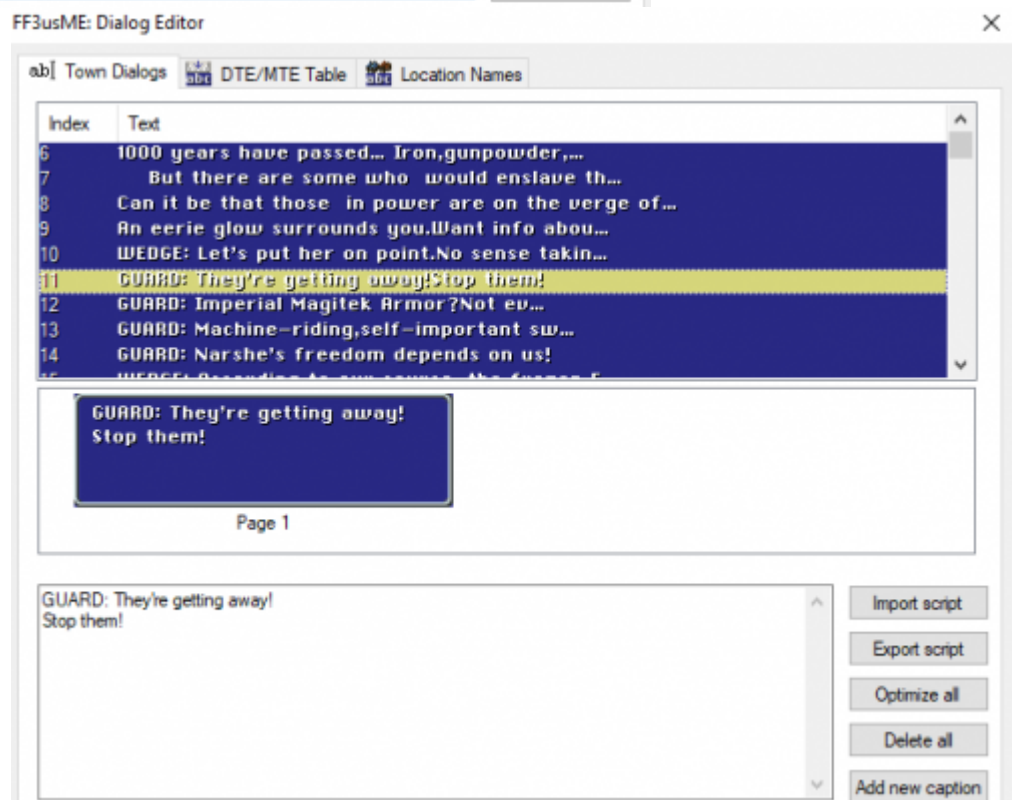 FF3usME: Dialog Editor
Town Dialogs DTE/MTE Table Location Names
Index Text
6 1000 years have passed… Iron,gunpowder,…
7 But there are some who would enslave th…
8 Can it be that those in power are on the verge of…
9 An eerie glow surrounds you.Want info abou…
10 WEDGE: Let's put her on point.No sense takin…
11 GUARD: They're getting away!Stop them!
12 GUARD: Imperial Magitek Armor?Not ev…
13 GUARD: Machine-riding,self-important sw…
14 GUARD: Narshe's freedom depends on us!
GUARD: They're getting away!
Stop them!
Page 1
GUARD: They're getting away!
Stop them!
Import script
Export script
Optimize all
Delete all
Add new caption